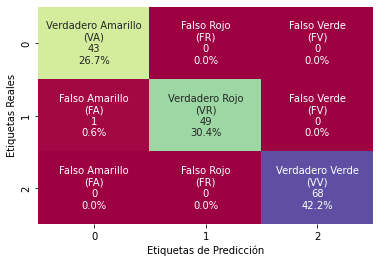 Verdadero Amarillo
(VA)
43
26.7%
Falso Rojo
(FR)
0
0.0%
Falso Verde
(FV)
0
0.0%
0
Falso Amarillo
(FA)
1
0.6%
Verdadero Rojo
(VR)
49
30.4%
Falso Verde
(FV)
0
0.0%
1
Falso Amarillo
(FA)
0
0.0%
Falso Rojo
(FR)
0
0.0%
Verdadero Verde
(VV)
68
42.2%
2
Etiquetas Reales
0
1
2
Etiquetas de Predicción